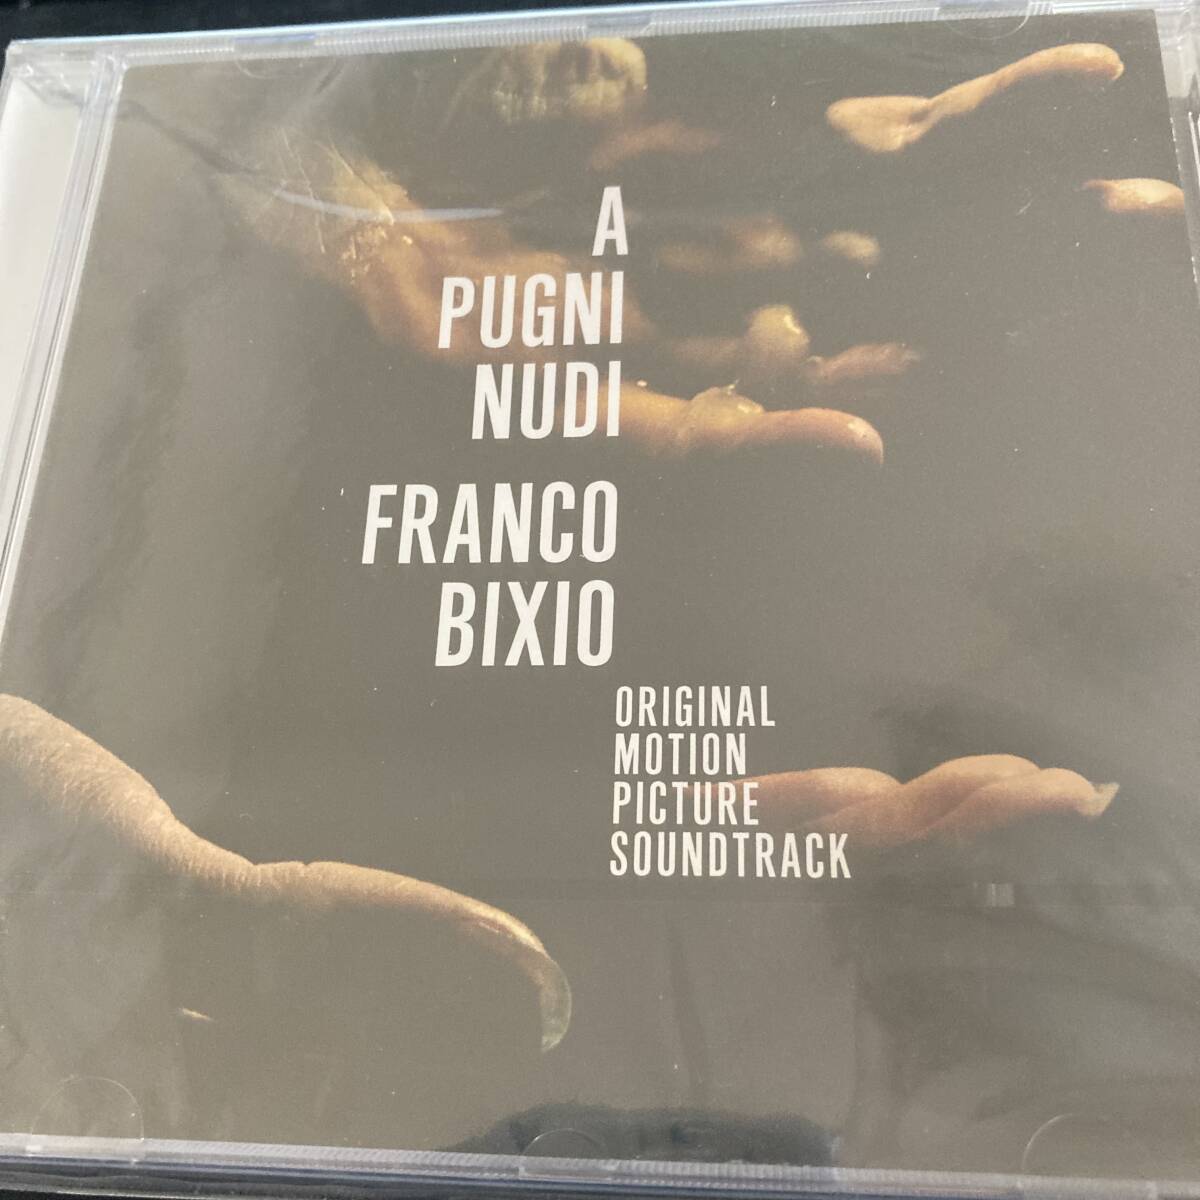 A
PUGNI
NUDI
FRANCO
BIXIO
ORIGINAL
MOTION
PICTURE
SOUNDTRACK